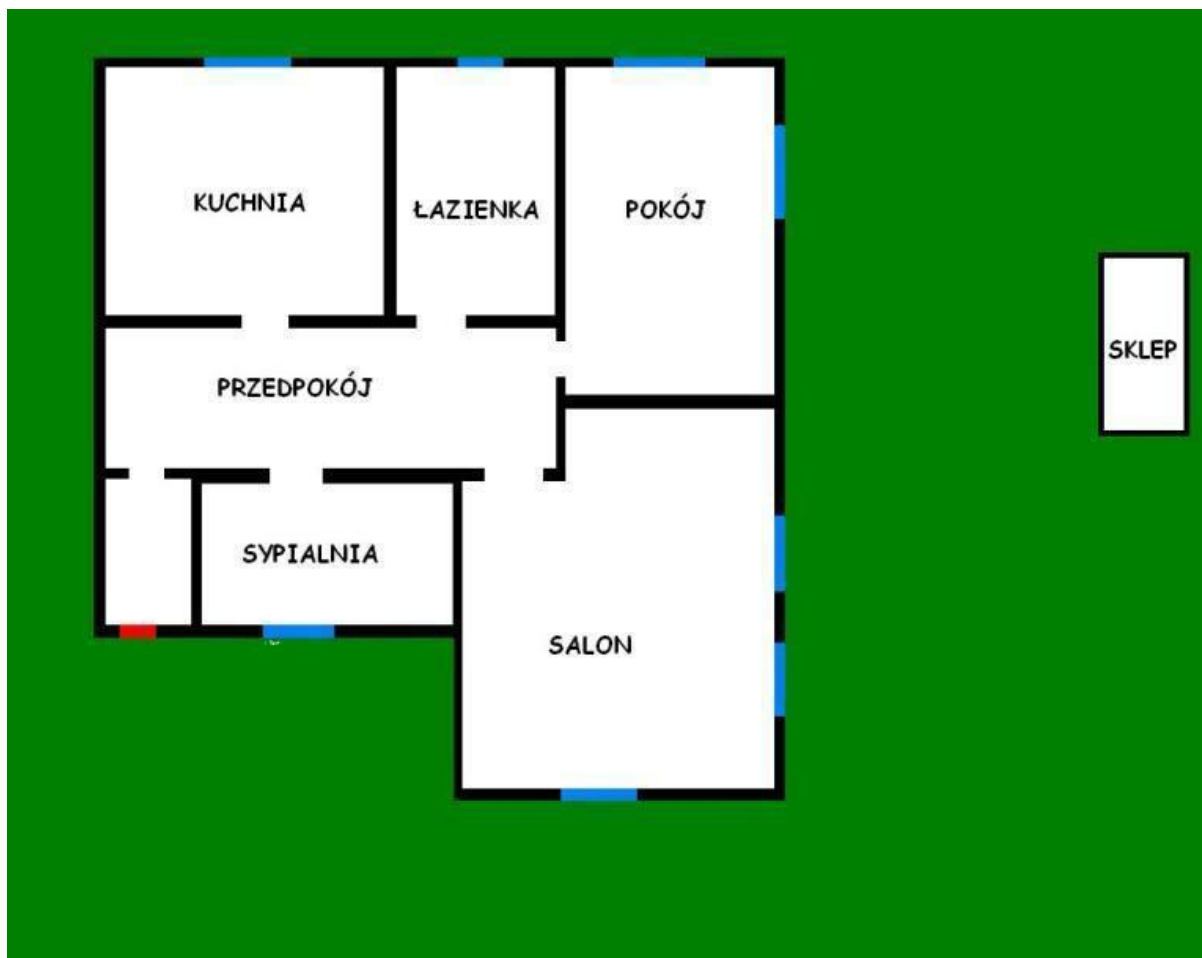 KUCHNIA
ŁAZIENKA
POKÓJ
SKLEP
PRZEDPOKÓJ
SYPIALNIA
SALON